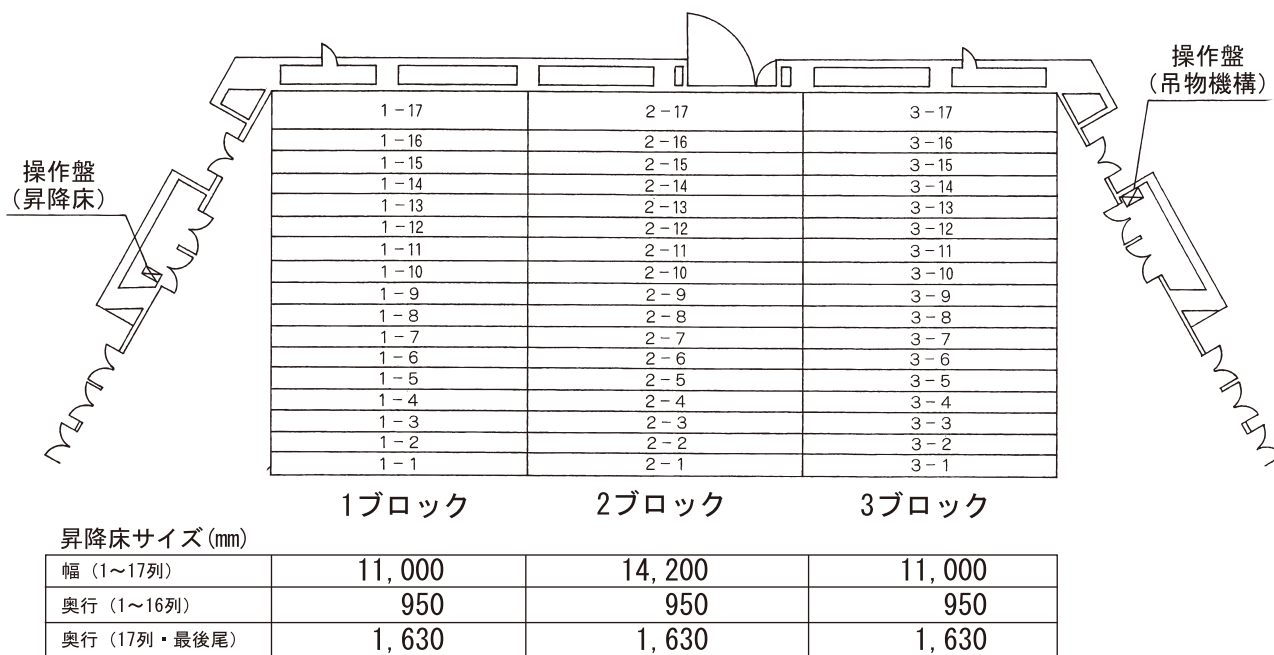 操作盤
(吊物機構)
操作盤
(昇降床)
1－17 2－17 3－17
1－16 2－16 3－16
1－15 2－15 3－15
1－14 2－14 3－14
1－13 2－13 3－13
1－12 2－12 3－12
1－11 2－11 3－11
1－10 2－10 3－10
1－9 2－9 3－9
1－8 2－8 3－8
1－7 2－7 3－7
1－6 2－6 3－6
1－5 2－5 3－5
1－4 2－4 3－4
1－3 2－3 3－3
1－2 2－2 3－2
1－1 2－1 3－1
1ブロック 2ブロック 3ブロック
昇降床サイズ(mm)
幅（1～17列） 11,000 14,200 11,000
奥行（1～16列） 950 950 950
奥行（17列・最後尾） 1,630 1,630 1,630